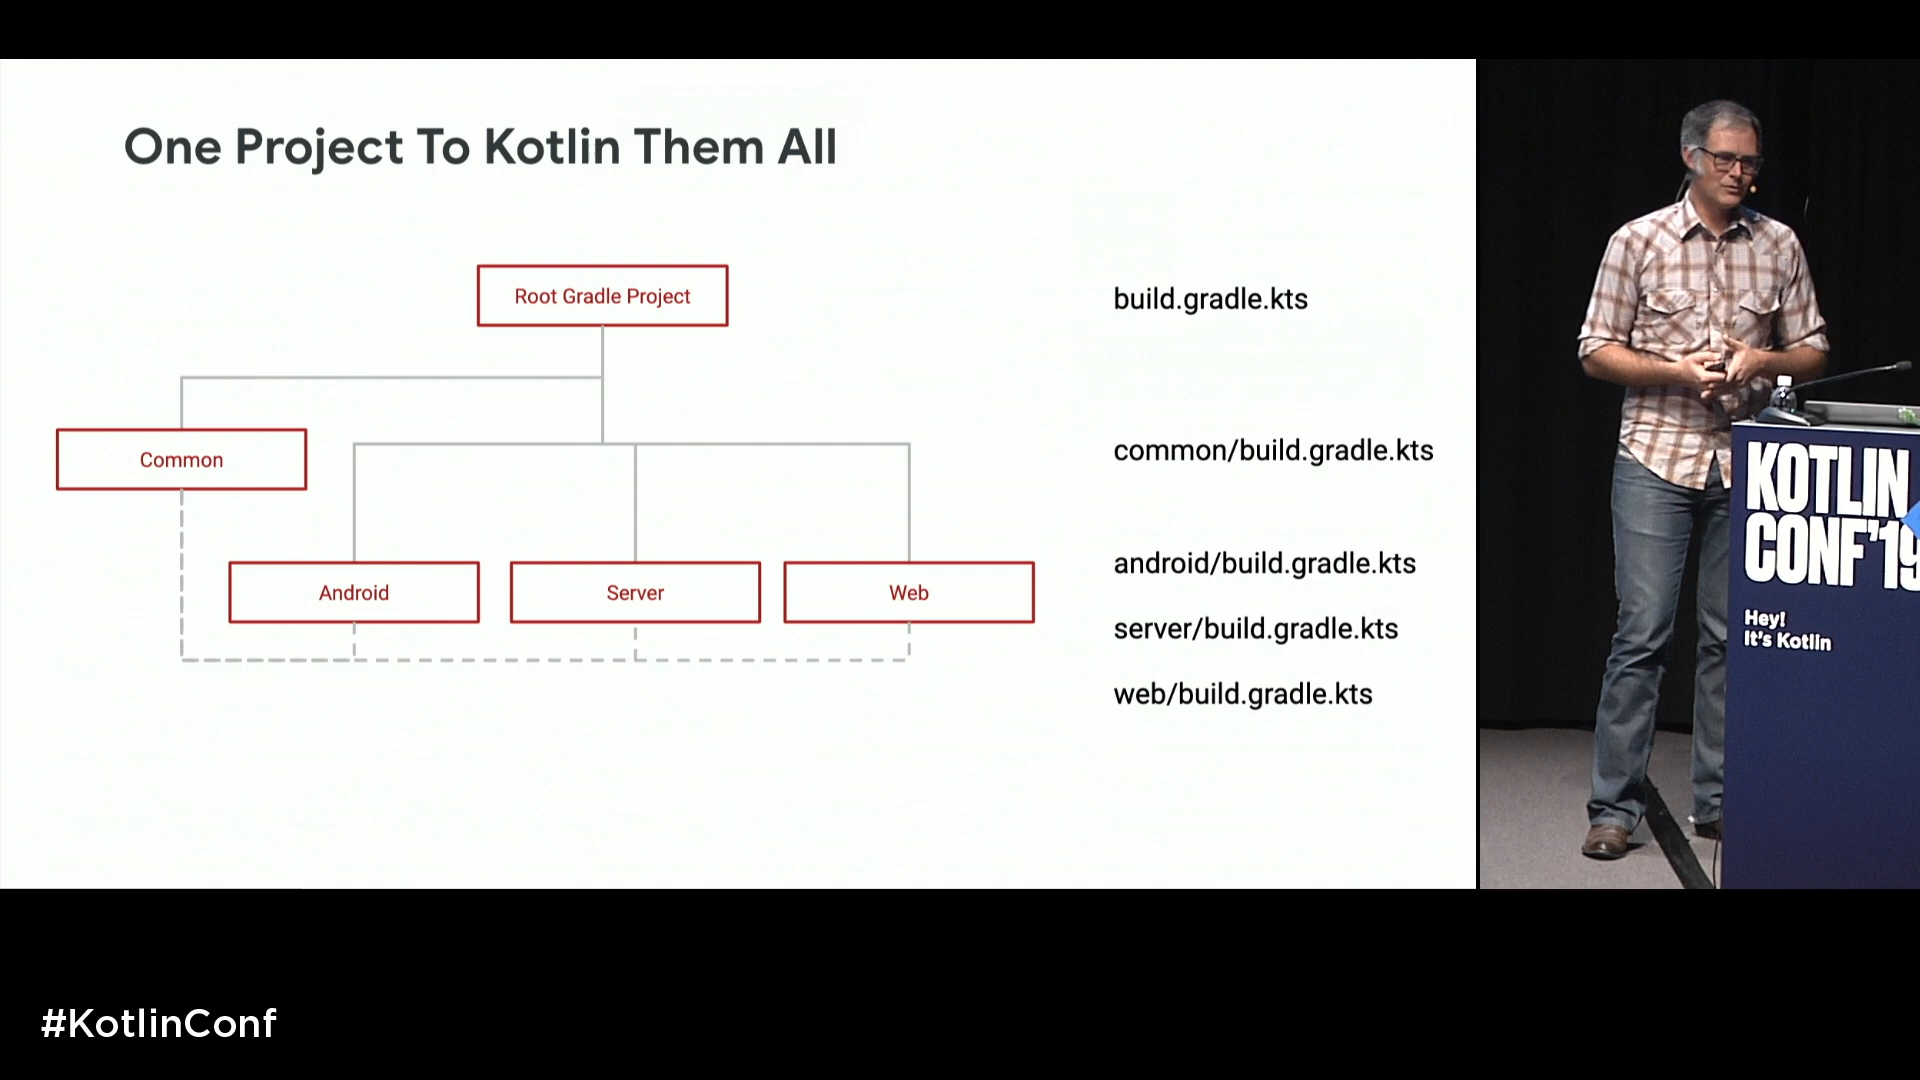 One Project To Kotlin Them All
Root Gradle Project
build.gradle.kts
Common
common/build.gradle.kts
Android
Server
Web
android/build.gradle.kts
server/build.gradle.kts
web/build.gradle.kts
KOTLIN
CONF'19
Hey!
It's Kotlin
#KotlinConf